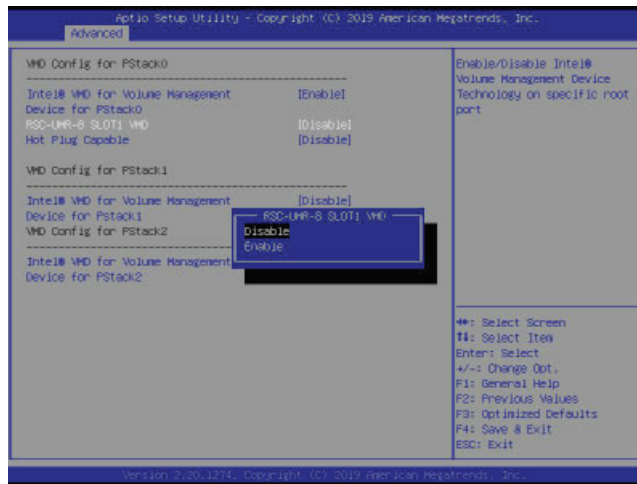 Aptio Setup Utility - Copyright (C) 2019 American Megatrends, Inc.
Advanced
VMD Config for PStack0
Intel® VMD for Volume Management [Enable]
Device for PStack0
RSC-UMR-8 SLOT1 VMD [Disable]
Hot Plug Capable [Disable]
VMD Config for PStack1
Intel® VMD for Volume Management [Disable]
Device for Pstack1
VMD Config for PStack2
Intel® VMD for Volume Management
Device for PStack2
RSC-UMR-8 SLOT1 VMD
Disable
Enable
Enable/Disable Intel®
Volume Management Device
Technology on specific root
port
→←: Select Screen
↑↓: Select Item
Enter: Select
+/-: Change Opt.
F1: General Help
F2: Previous Values
F3: Optimized Defaults
F4: Save & Exit
ESC: Exit
Version 2.20.1274. Copyright (C) 2019 American Megatrends, Inc.